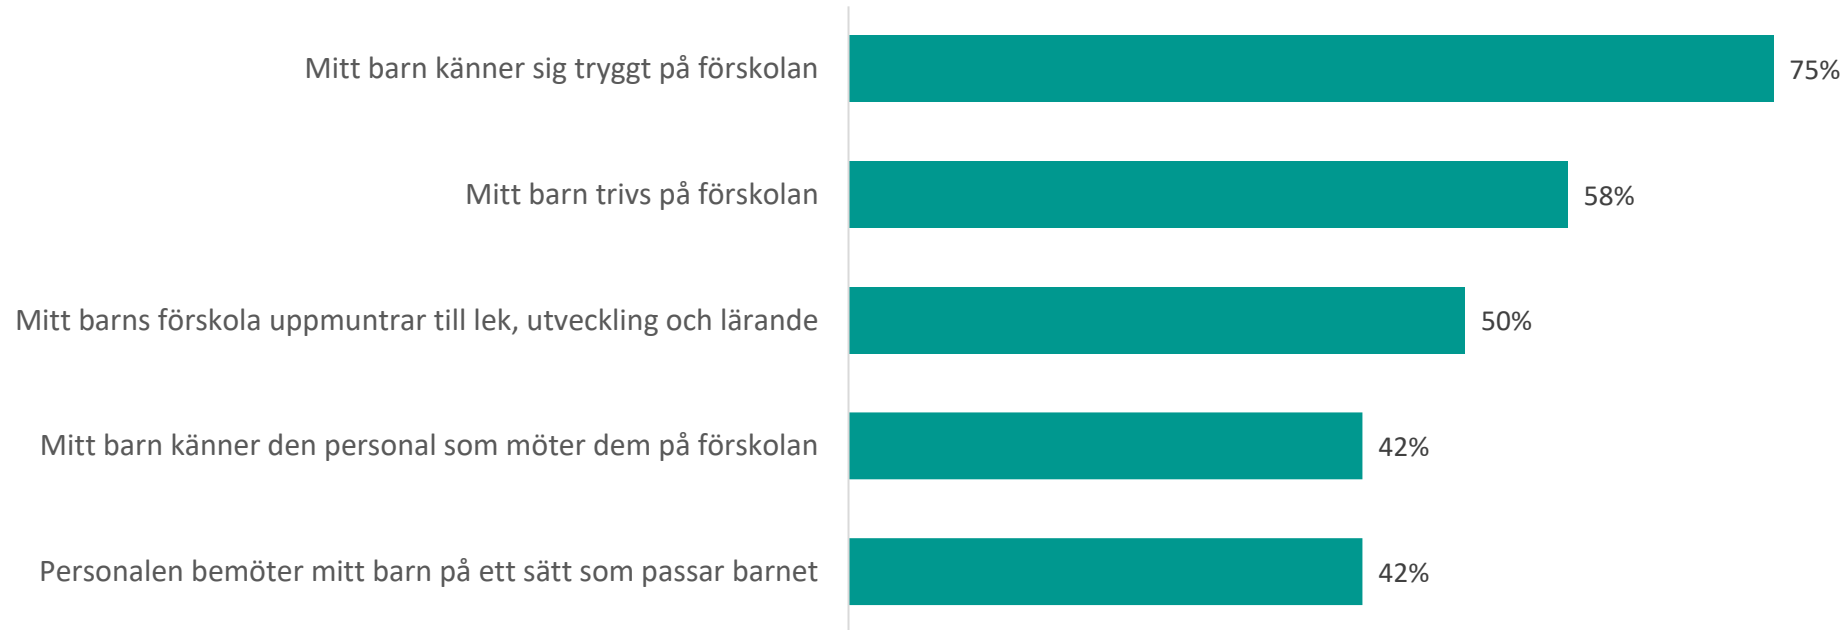 Mitt barn känner sig tryggt på förskolan 75%
Mitt barn trivs på förskolan 58%
Mitt barns förskola uppmuntrar till lek, utveckling och lärande 50%
Mitt barn känner den personal som möter dem på förskolan 42%
Personalen bemöter mitt barn på ett sätt som passar barnet 42%